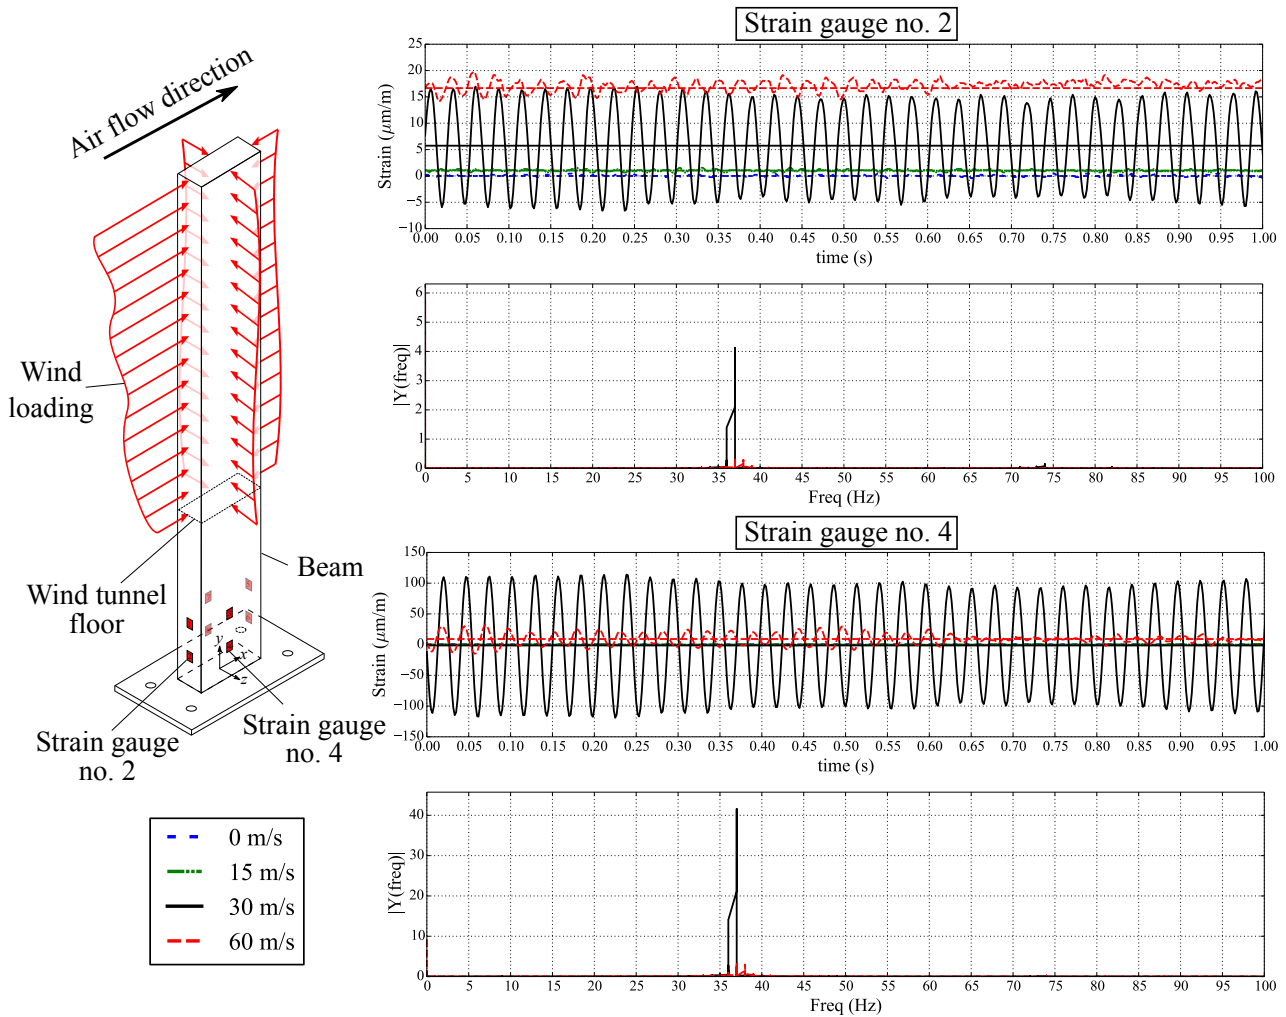 Air flow direction
Wind
loading
Wind tunnel
floor
Beam
y
x
z
Strain gauge
no. 2
Strain gauge
no. 4
0 m/s
15 m/s
30 m/s
60 m/s
Strain gauge no. 2
Strain (μm/m)
25
20
15
10
5
0
−5
−10
0.00 0.05 0.10 0.15 0.20 0.25 0.30 0.35 0.40 0.45 0.50 0.55 0.60 0.65 0.70 0.75 0.80 0.85 0.90 0.95 1.00
time (s)
|Y(freq)|
6
5
4
3
2
1
0
0 5 10 15 20 25 30 35 40 45 50 55 60 65 70 75 80 85 90 95 100
Freq (Hz)
Strain gauge no. 4
Strain (μm/m)
150
100
50
0
−50
−100
−150
0.00 0.05 0.10 0.15 0.20 0.25 0.30 0.35 0.40 0.45 0.50 0.55 0.60 0.65 0.70 0.75 0.80 0.85 0.90 0.95 1.00
time (s)
|Y(freq)|
40
30
20
10
0
0 5 10 15 20 25 30 35 40 45 50 55 60 65 70 75 80 85 90 95 100
Freq (Hz)